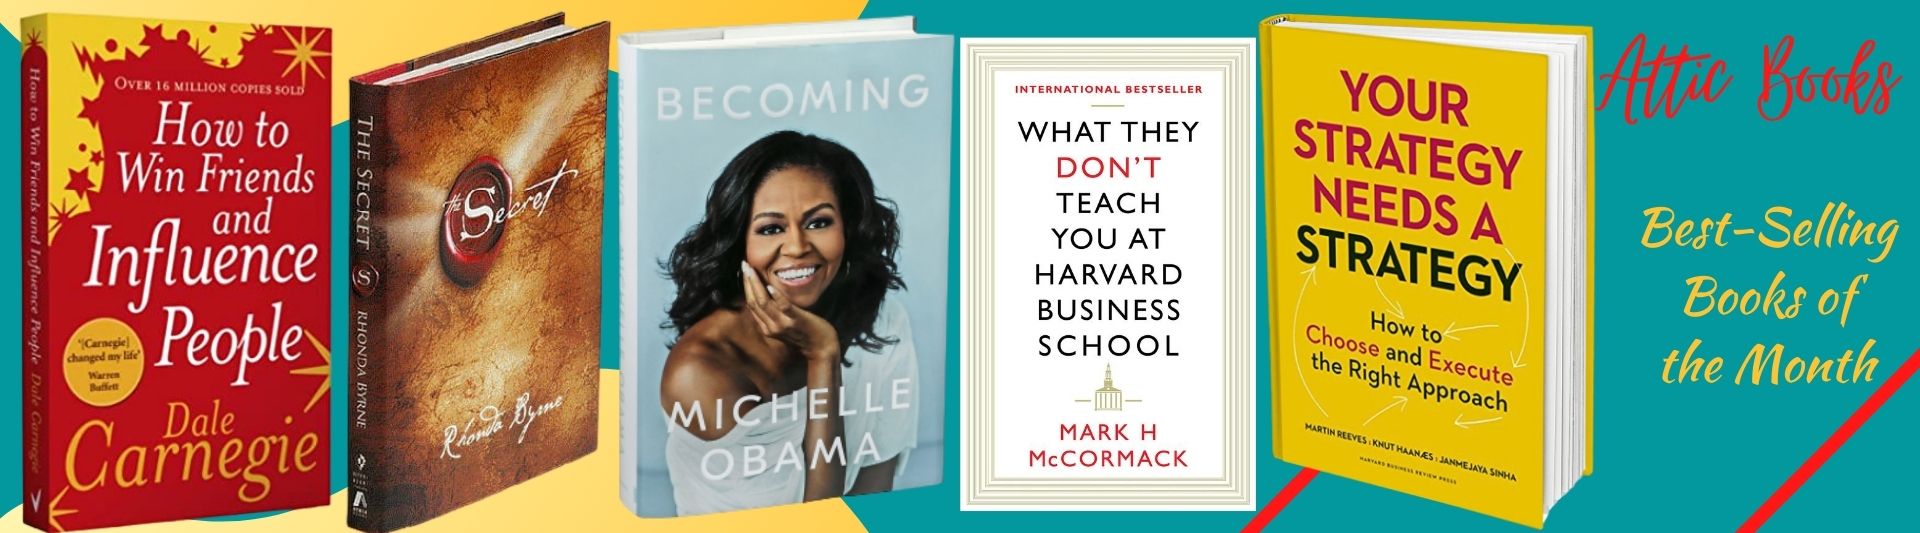 How to Win Friends and Influence People Dale Carnegie
OVER 16 MILLION COPIES SOLD
How to
Win Friends
and
Influence
People
'[Carnegie]
changed my life'
Warren
Buffett
Dale
Carnegie
THE SECRET
S
RHONDA BYRNE
the Secret
Rhonda Byrne
BECOMING
MICHELLE
OBAMA
INTERNATIONAL BESTSELLER
WHAT THEY
DON'T
TEACH
YOU AT
HARVARD
BUSINESS
SCHOOL
MARK H
McCORMACK
YOUR
STRATEGY
NEEDS A
STRATEGY
How to
Choose and Execute
the Right Approach
MARTIN REEVES : KNUT HAANÆS : JANMEJAYA SINHA
HARVARD BUSINESS REVIEW PRESS
Attic Books
Best-Selling
Books of
the Month